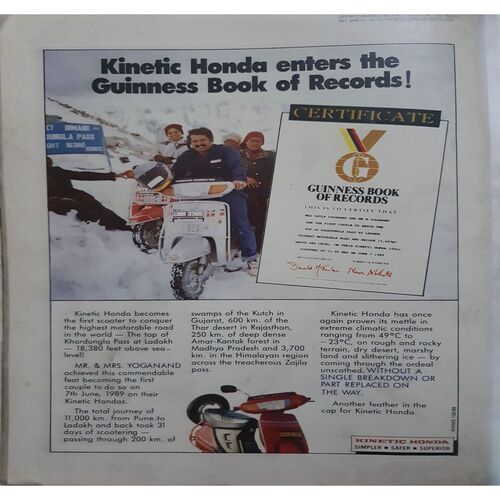 Kinetic Honda enters the
Guinness Book of Records!
CERTIFICATE
GUINNESS BOOK
OF RECORDS
THIS IS TO CERTIFY THAT
Kinetic Honda becomes
the first scooter to conquer
the highest motorable road
in the world — The top of
Khardungla Pass at Ladakh
— 18,380 feet above sea-
level!
MR. & MRS. YOGANAND
achieved this commendable
feat becoming the first
couple to do so on
7th June, 1989 on their
Kinetic Hondas.
The total journey of
11,000 km. from Pune to
Ladakh and back took 31
days of scootering —
passing through 200 km. of
swamps of the Kutch in
Gujarat, 600 km. of the
Thar desert in Rajasthan,
250 km. of deep dense
Amar-Kantak forest in
Madhya Pradesh and 3,700
km. in the Himalayan region
across the treacherous Zojila
pass.
Kinetic Honda has once
again proven its mettle in
extreme climatic conditions
ranging from 49°C to
−23°C, on rough and rocky
terrain, dry desert, marshy
land and slithering ice — by
coming through the ordeal
unscathed. WITHOUT A
SINGLE BREAKDOWN OR
PART REPLACED ON
THE WAY.
Another feather in the
cap for Kinetic Honda.
KINETIC HONDA
SIMPLER ■ SAFER ■ SUPERIOR